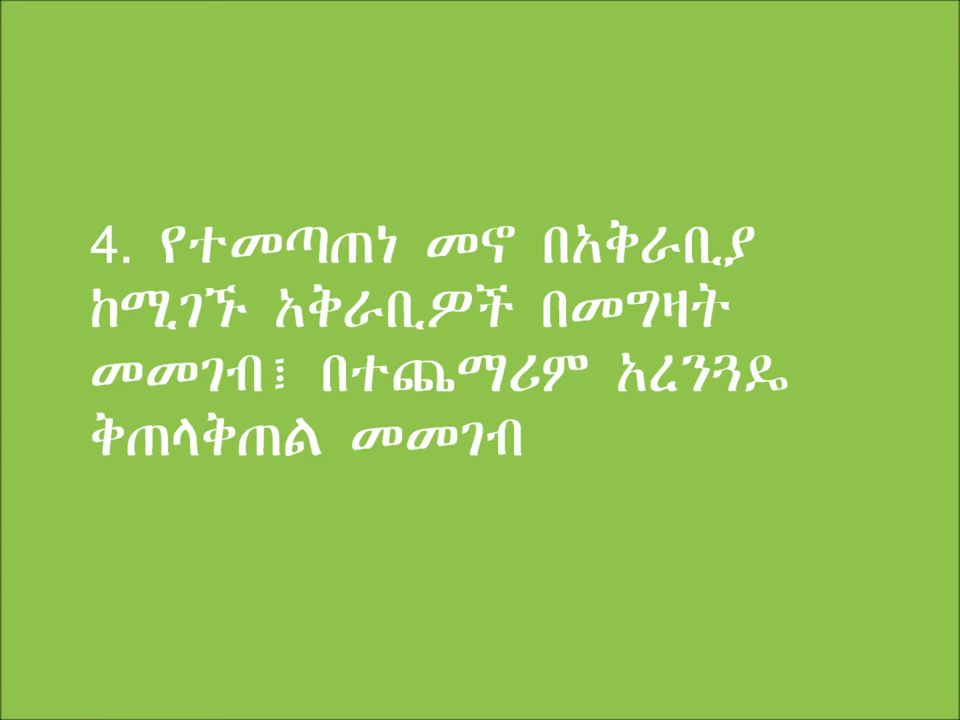 4. የተመጣጠነ መኖ በአቅራቢያ
ከሚገኙ አቅራቢዎች በመግዛት
መመገብ፤ በተጨማሪም አረንጓዴ
ቅጠላቅጠል መመገብ